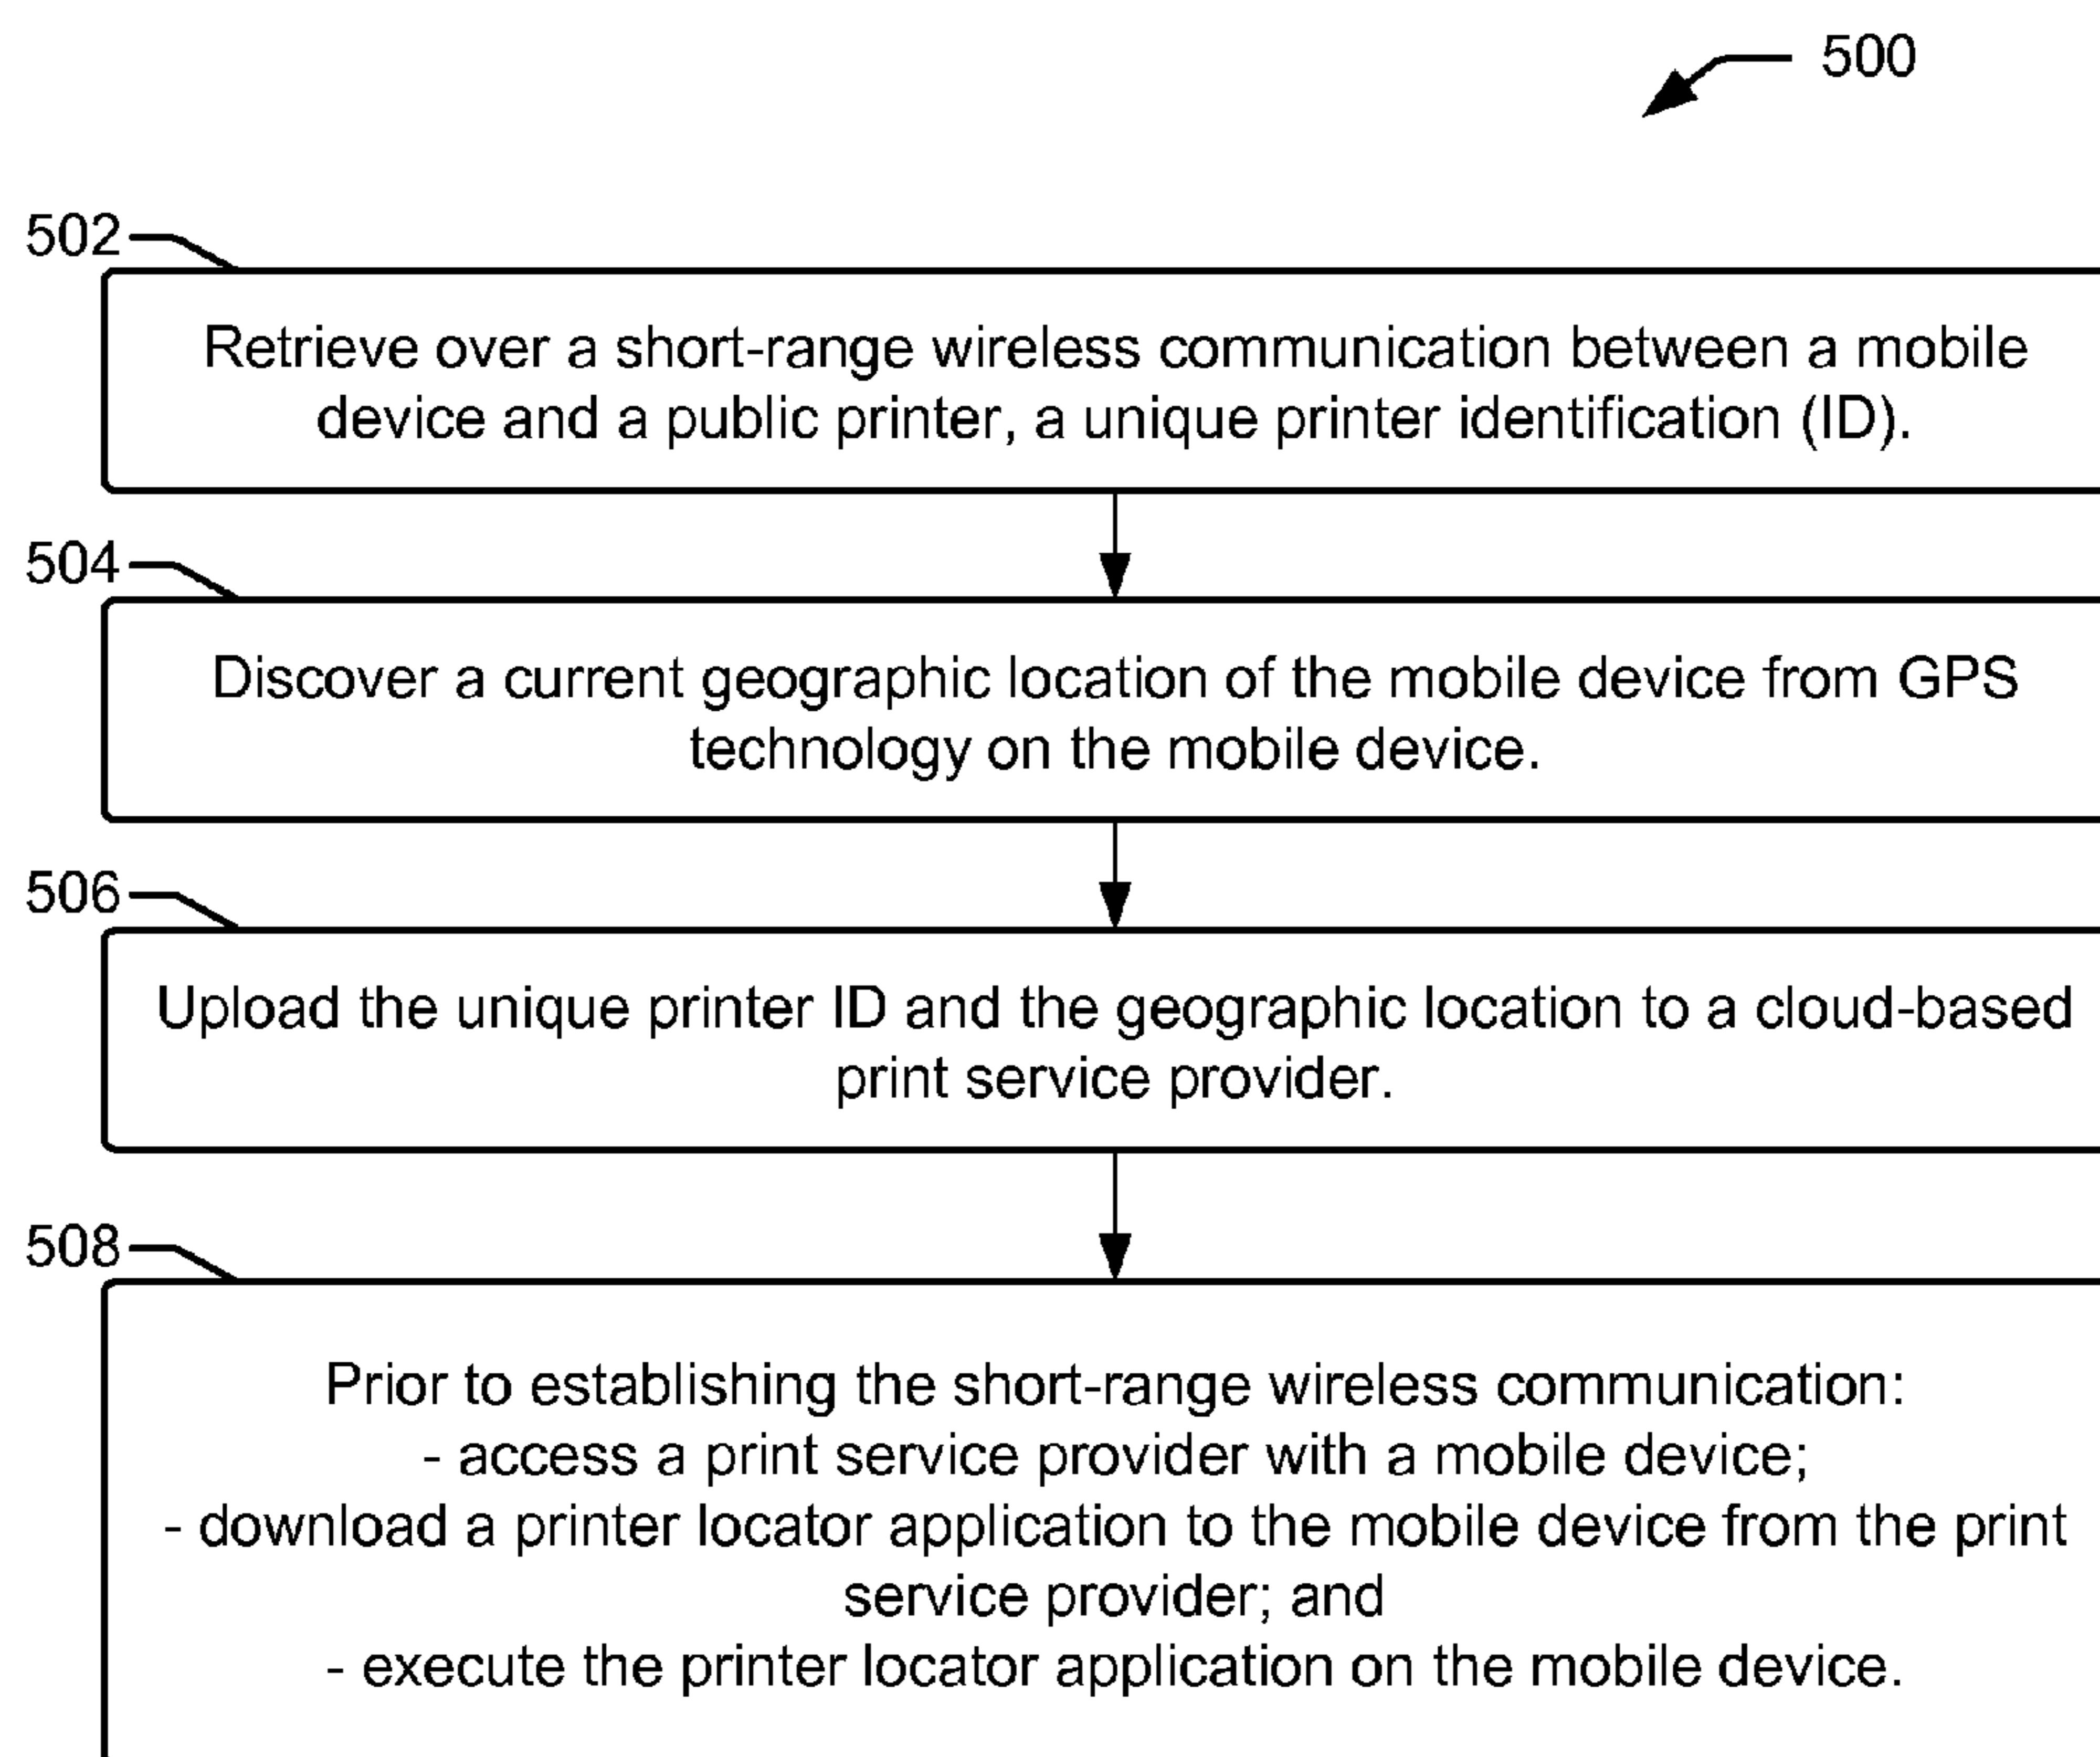 500
502
Retrieve over a short-range wireless communication between a mobile
device and a public printer, a unique printer identification (ID).
504
Discover a current geographic location of the mobile device from GPS
technology on the mobile device.
506
Upload the unique printer ID and the geographic location to a cloud-based
print service provider.
508
Prior to establishing the short-range wireless communication:
- access a print service provider with a mobile device;
- download a printer locator application to the mobile device from the print
service provider; and
- execute the printer locator application on the mobile device.